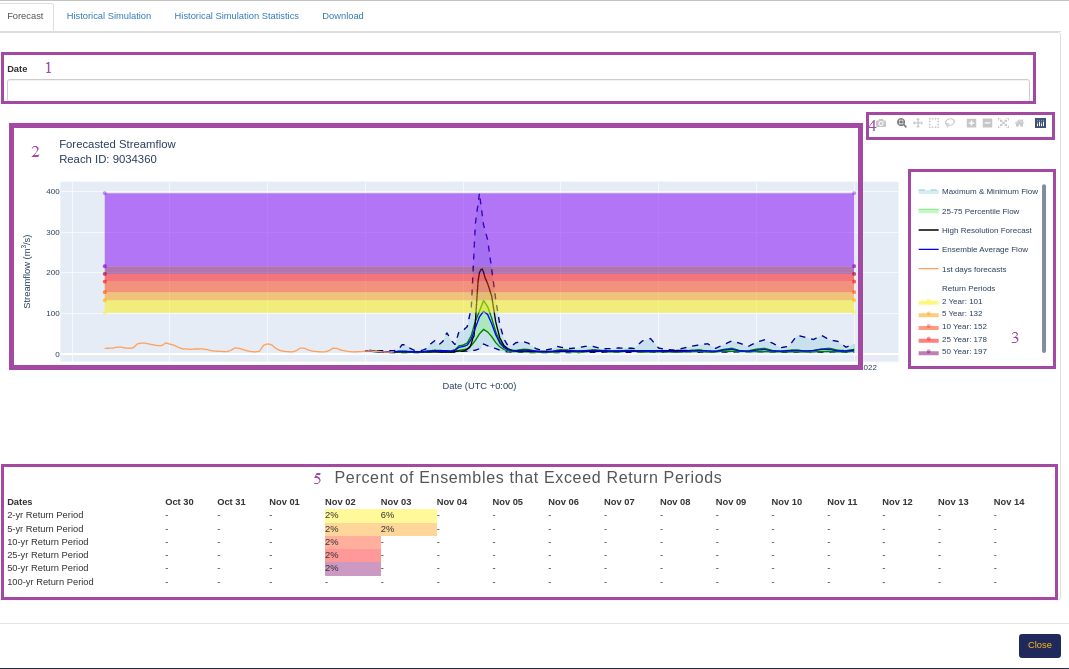 Forecast Historical Simulation Historical Simulation Statistics Download
Date 1
4
2
Forecasted Streamflow
Reach ID: 9034360
400
300
200
100
0
Streamflow (m³/s)
022
Date (UTC +0:00)
Maximum & Minimum Flow
25-75 Percentile Flow
High Resolution Forecast
Ensemble Average Flow
1st days forecasts
Return Periods
2 Year: 101
5 Year: 132
10 Year: 152
25 Year: 178
3
50 Year: 197
5 Percent of Ensembles that Exceed Return Periods
Dates Oct 30 Oct 31 Nov 01 Nov 02 Nov 03 Nov 04 Nov 05 Nov 06 Nov 07 Nov 08 Nov 09 Nov 10 Nov 11 Nov 12 Nov 13 Nov 14
2-yr Return Period - - - 2% 6% - - - - - - - - - - -
5-yr Return Period - - - 2% 2% - - - - - - - - - - -
10-yr Return Period - - - 2% - - - - - - - - - - - -
25-yr Return Period - - - 2% - - - - - - - - - - - -
50-yr Return Period - - - 2% - - - - - - - - - - - -
100-yr Return Period - - - - - - - - - - - - - - - -
Close